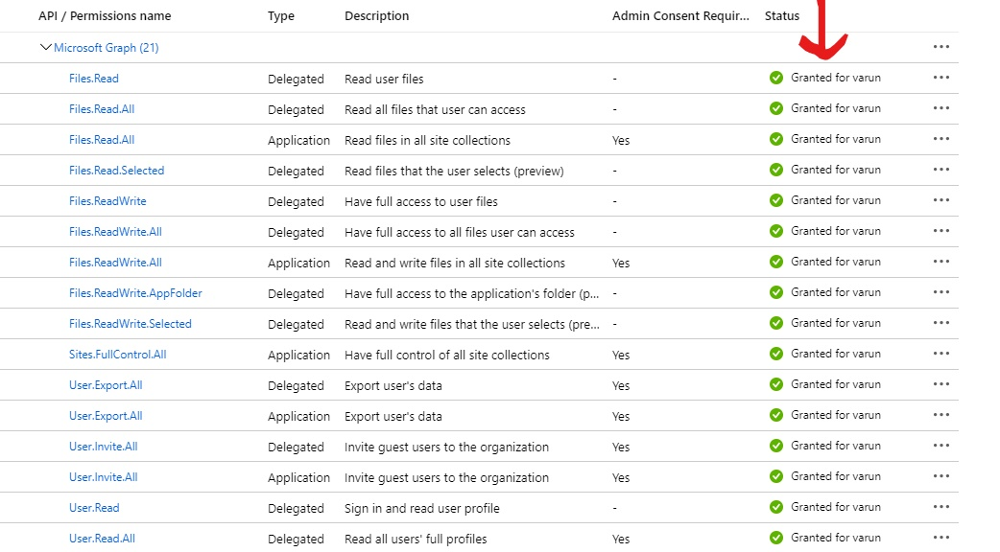 API / Permissions name Type Description Admin Consent Requir... Status
Microsoft Graph (21) ...
Files.Read Delegated Read user files - Granted for varun ...
Files.Read.All Delegated Read all files that user can access - Granted for varun ...
Files.Read.All Application Read files in all site collections Yes Granted for varun ...
Files.Read.Selected Delegated Read files that the user selects (preview) - Granted for varun ...
Files.ReadWrite Delegated Have full access to user files - Granted for varun ...
Files.ReadWrite.All Delegated Have full access to all files user can access - Granted for varun ...
Files.ReadWrite.All Application Read and write files in all site collections Yes Granted for varun ...
Files.ReadWrite.AppFolder Delegated Have full access to the application's folder (p... - Granted for varun ...
Files.ReadWrite.Selected Delegated Read and write files that the user selects (pre... - Granted for varun ...
Sites.FullControl.All Application Have full control of all site collections Yes Granted for varun ...
User.Export.All Delegated Export user's data Yes Granted for varun ...
User.Export.All Application Export user's data Yes Granted for varun ...
User.Invite.All Delegated Invite guest users to the organization Yes Granted for varun ...
User.Invite.All Application Invite guest users to the organization Yes Granted for varun ...
User.Read Delegated Sign in and read user profile - Granted for varun ...
User.Read.All Delegated Read all users' full profiles Yes Granted for varun ...